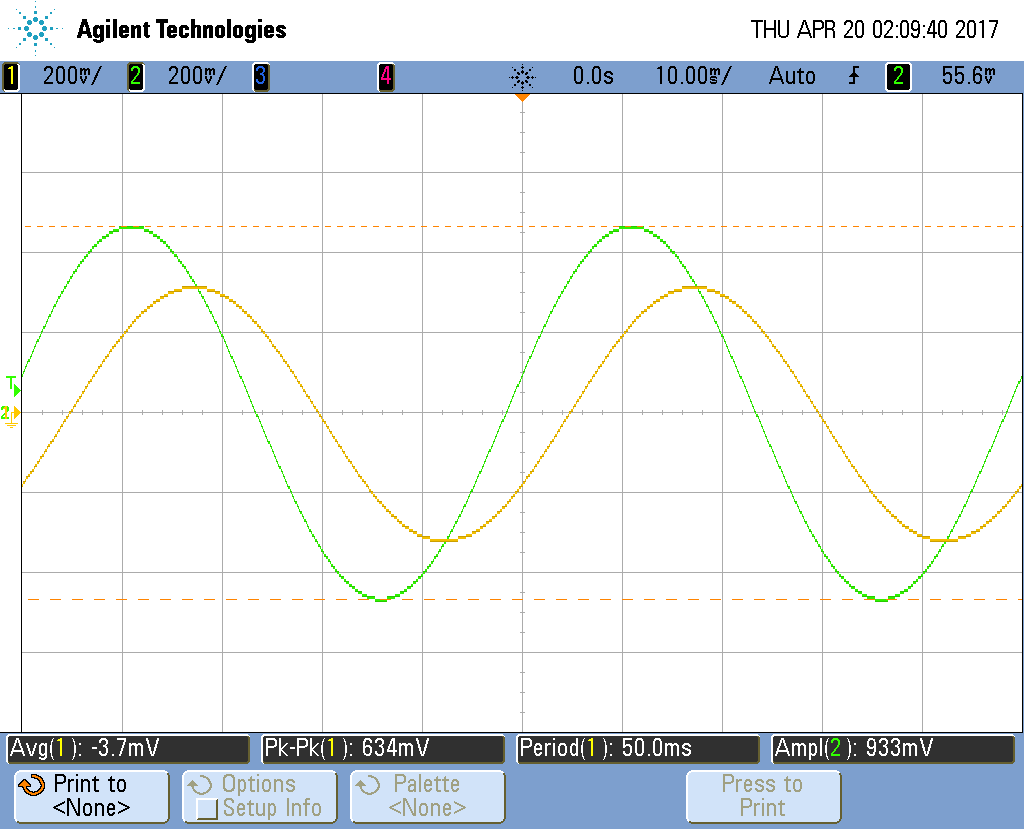 Agilent Technologies THU APR 20 02:09:40 2017
1 200mV/ 2 200mV/ 3 4 0.0s 10.00ms/ Auto 2 55.6mV
T
2
Avg(1): -3.7mV Pk-Pk(1): 634mV Period(1): 50.0ms Ampl(2): 933mV
Print to Options Palette Press to
<None> Setup Info <None> Print